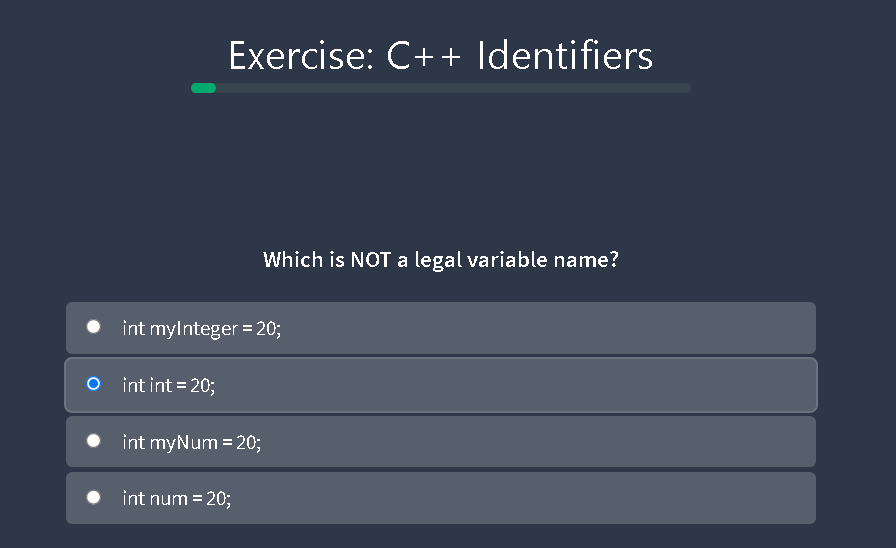 Exercise: C++ Identifiers
Which is NOT a legal variable name?
int myInteger = 20;
int int = 20;
int myNum = 20;
int num = 20;